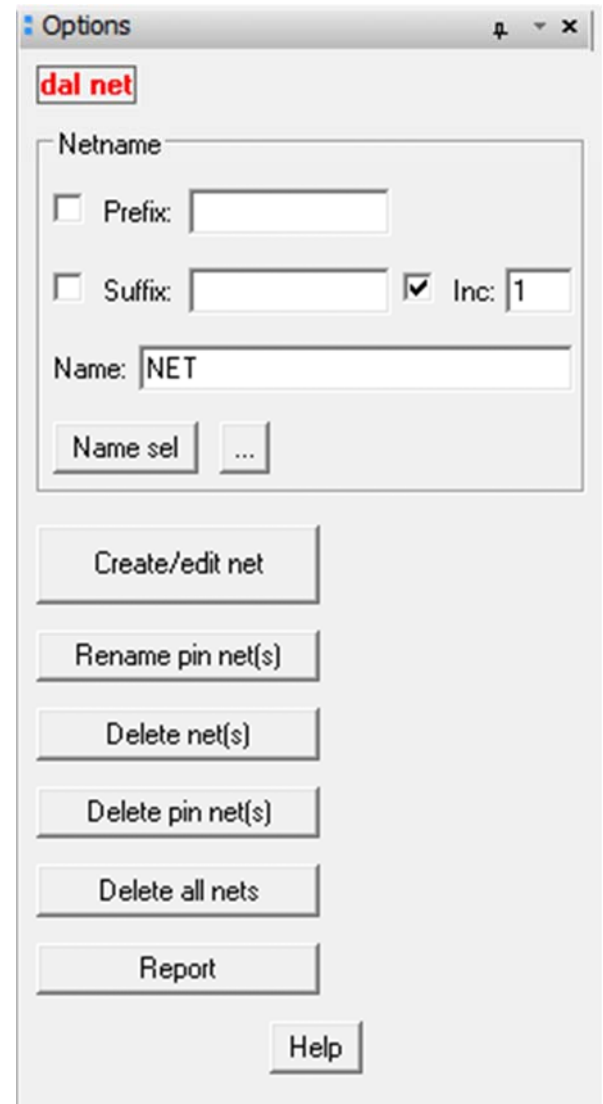 Options
dal net
Netname
Prefix:
Suffix: Inc: 1
Name: NET
Name sel ...
Create/edit net
Rename pin net(s)
Delete net(s)
Delete pin net(s)
Delete all nets
Report
Help